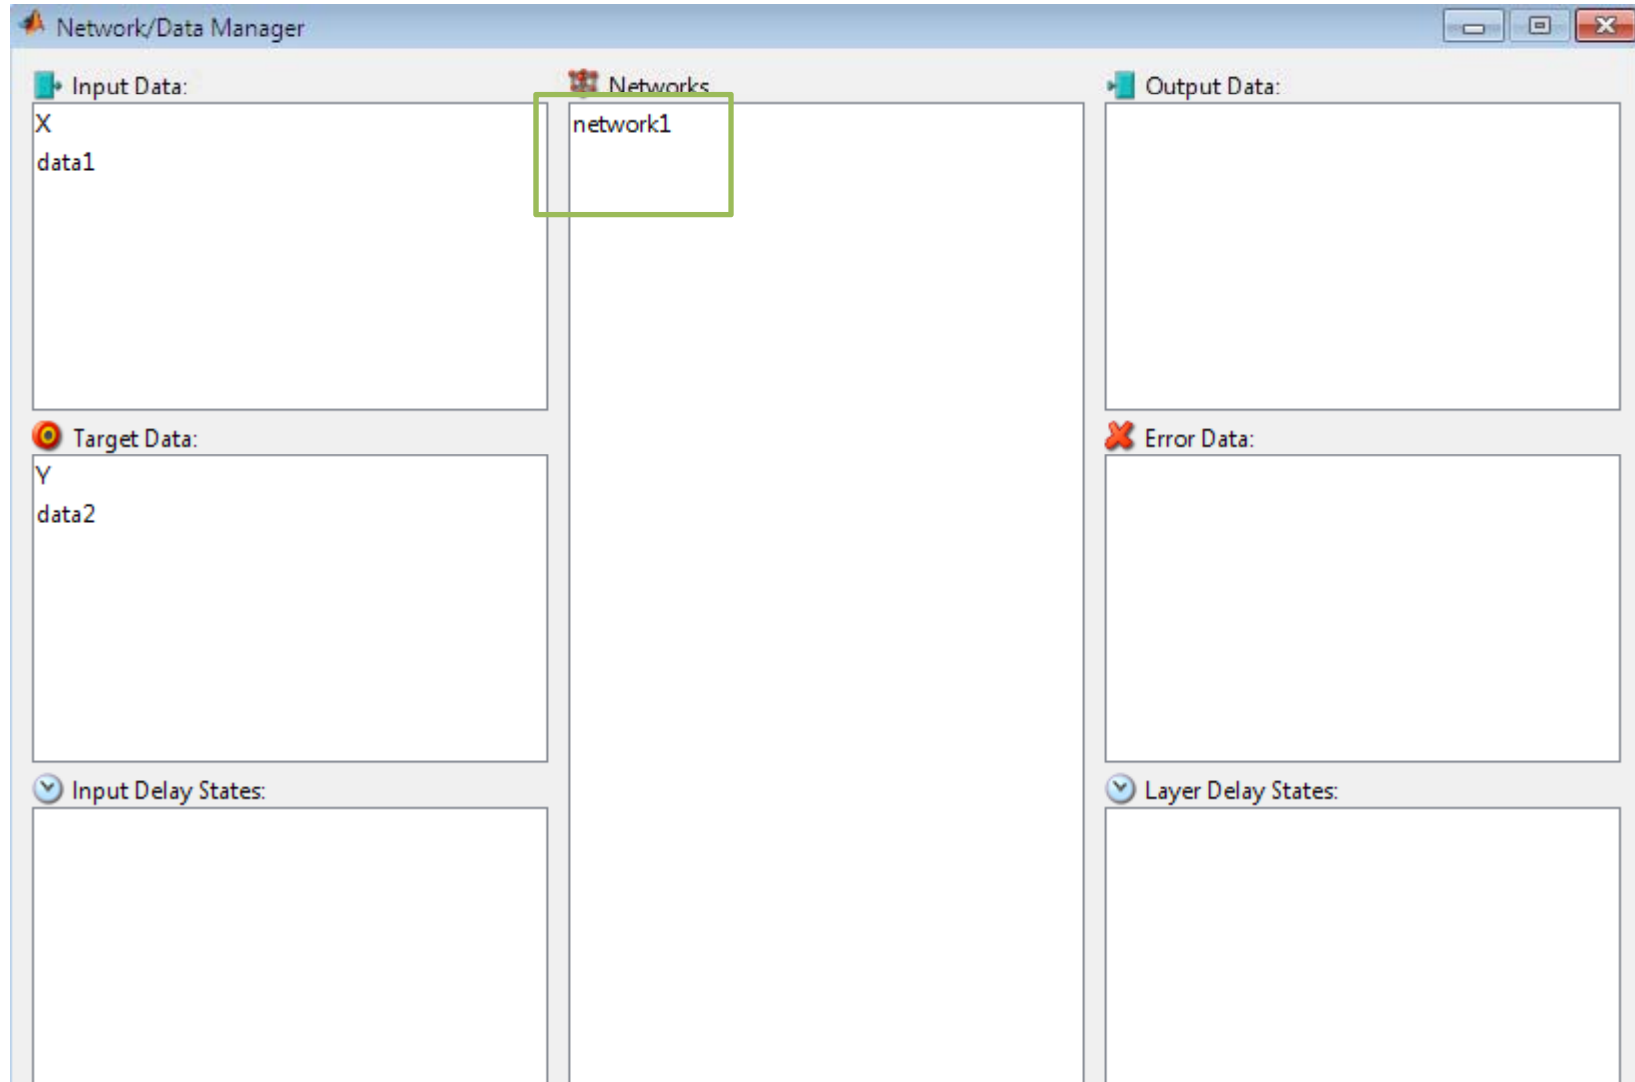 Network/Data Manager
Input Data:
X
data1
Networks
network1
Output Data:
Target Data:
Y
data2
Error Data:
Input Delay States:
Layer Delay States: